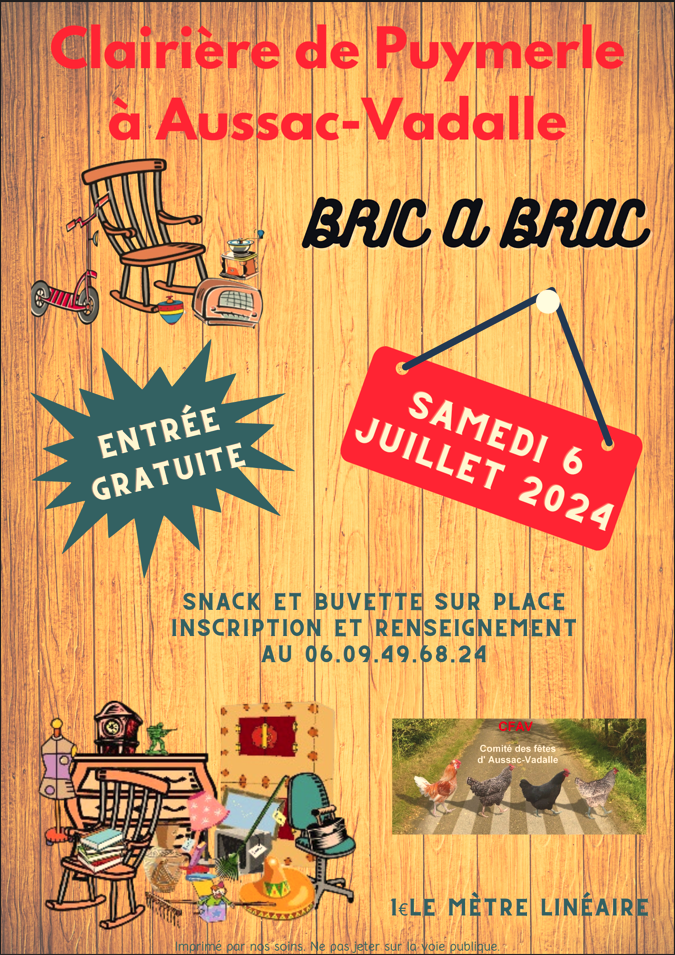 Clairière de Puymerle
à Aussac-Vadalle
BRIC A BRAC
ENTRÉE
GRATUITE
SAMEDI 6
JUILLET 2024
SNACK ET BUVETTE SUR PLACE
INSCRIPTION ET RENSEIGNEMENT
AU 06.09.49.68.24
CFAV
Comité des fêtes
d' Aussac-Vadalle
1€LE MÈTRE LINÉAIRE
Imprimé par nos soins. Ne pas jeter sur la voie publique.